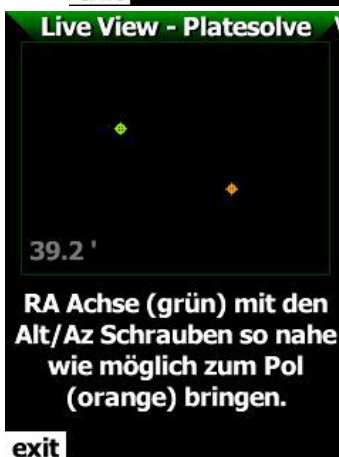 Live View - Platesolve
39.2 '
RA Achse (grün) mit den
Alt/Az Schrauben so nahe
wie möglich zum Pol
(orange) bringen.
exit